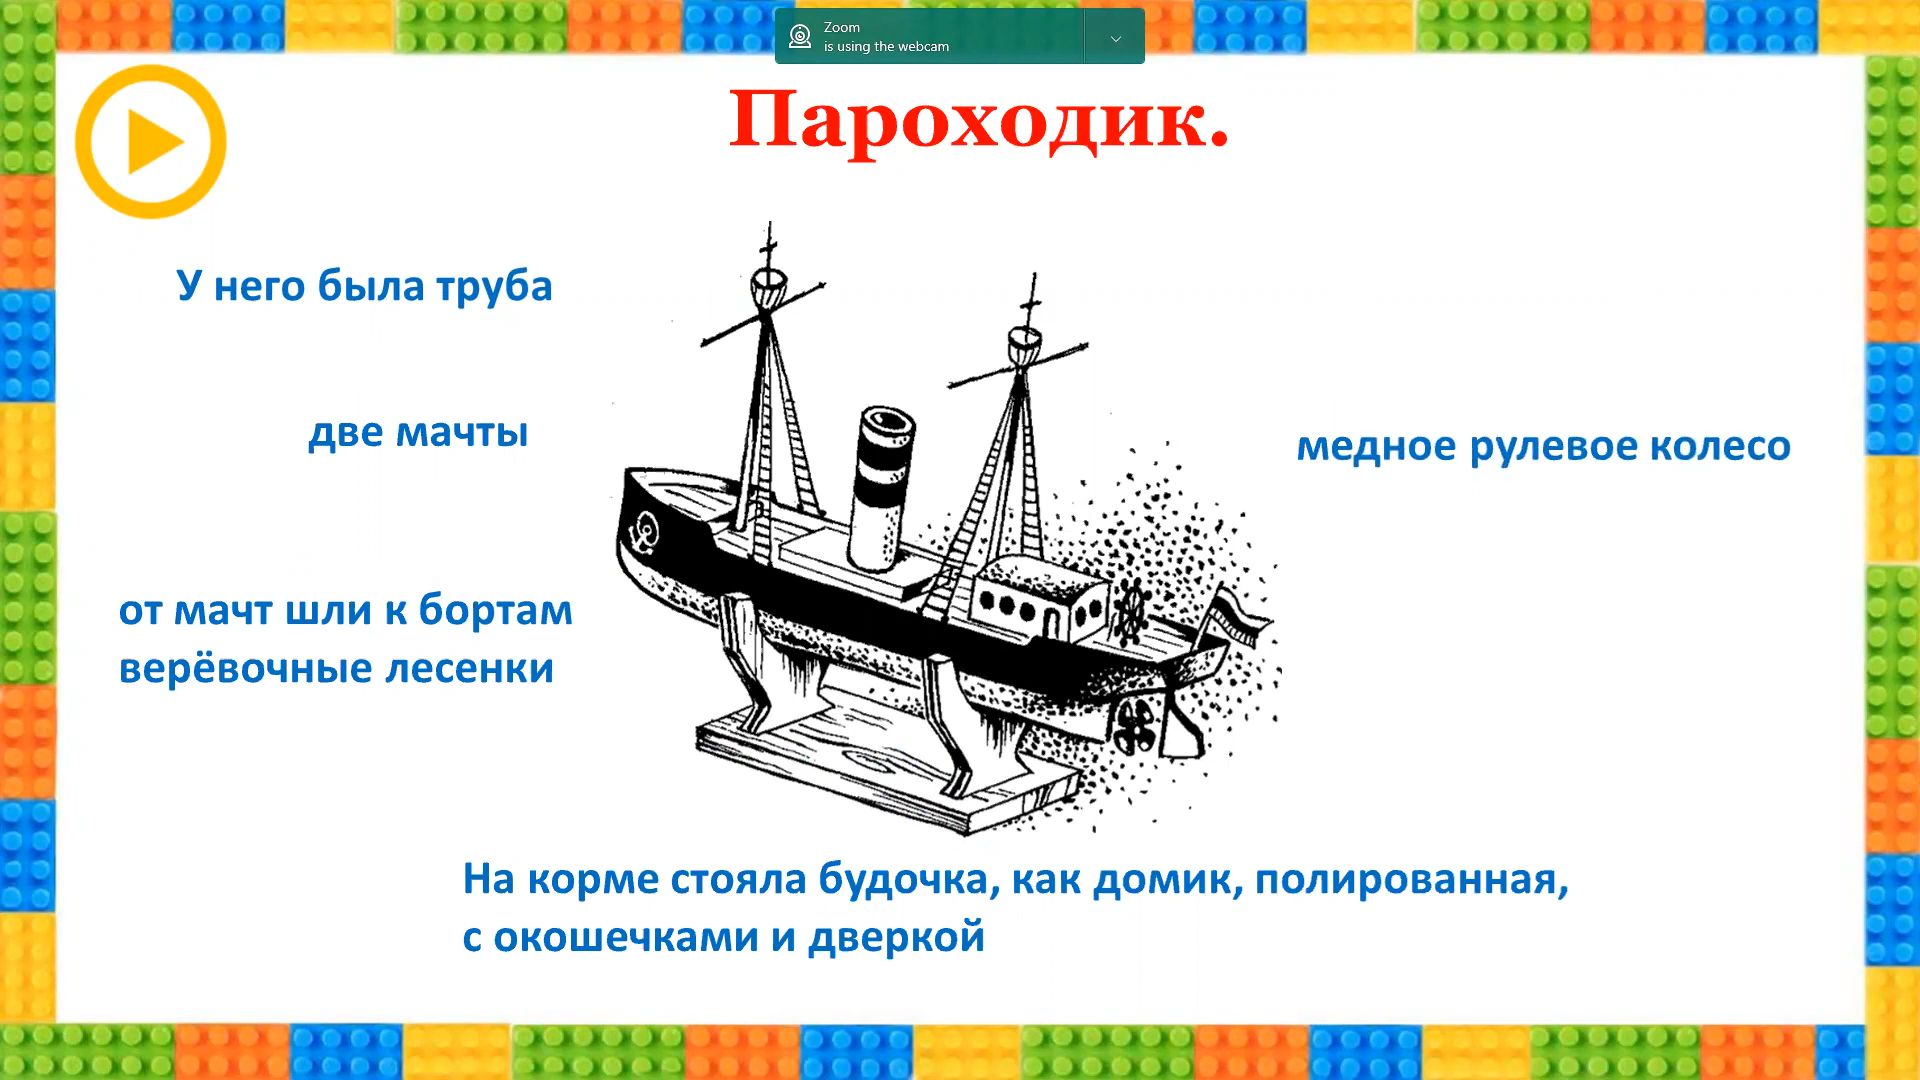 Zoom
is using the webcam
Пароходик.
У него была труба
две мачты
медное рулевое колесо
от мачт шли к бортам
верёвочные лесенки
На корме стояла будочка, как домик, полированная,
с окошечками и дверкой